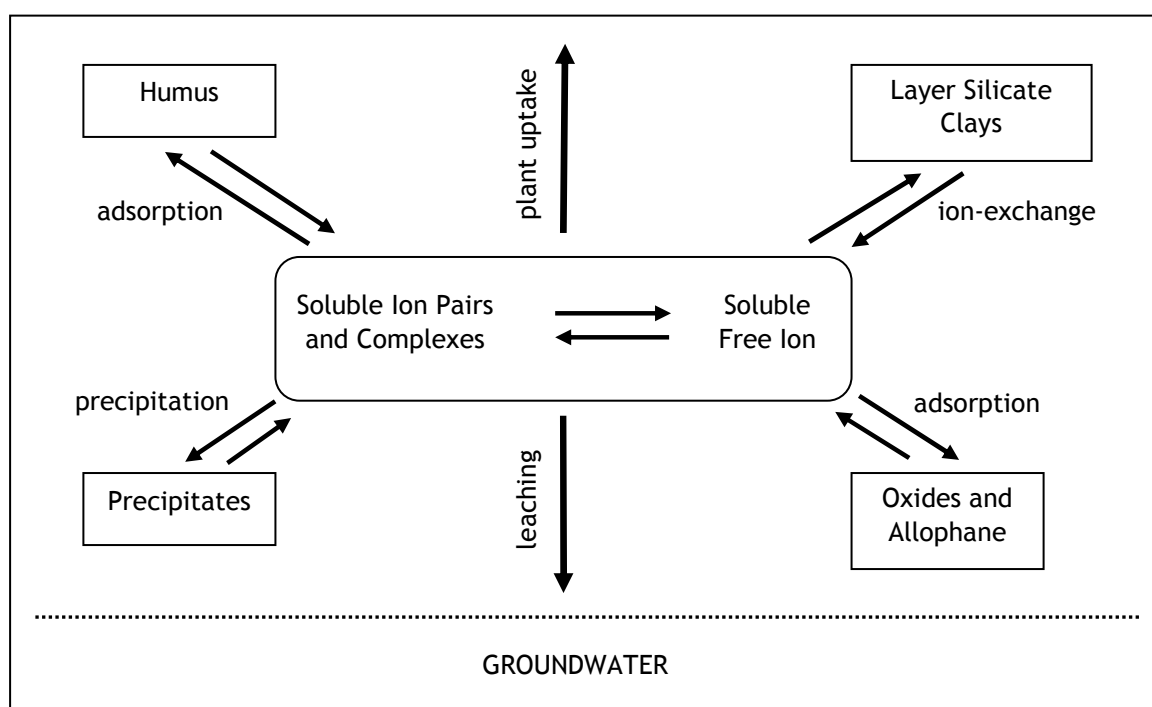 Humus
plant uptake
Layer Silicate
Clays
adsorption
ion-exchange
Soluble Ion Pairs
and Complexes
Soluble
Free Ion
precipitation
adsorption
Precipitates
leaching
Oxides and
Allophane
GROUNDWATER